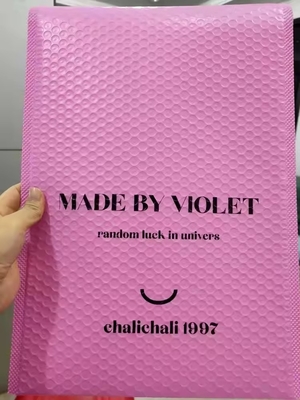 MADE BY VIOLET
random luck in univers
chalichali 1997